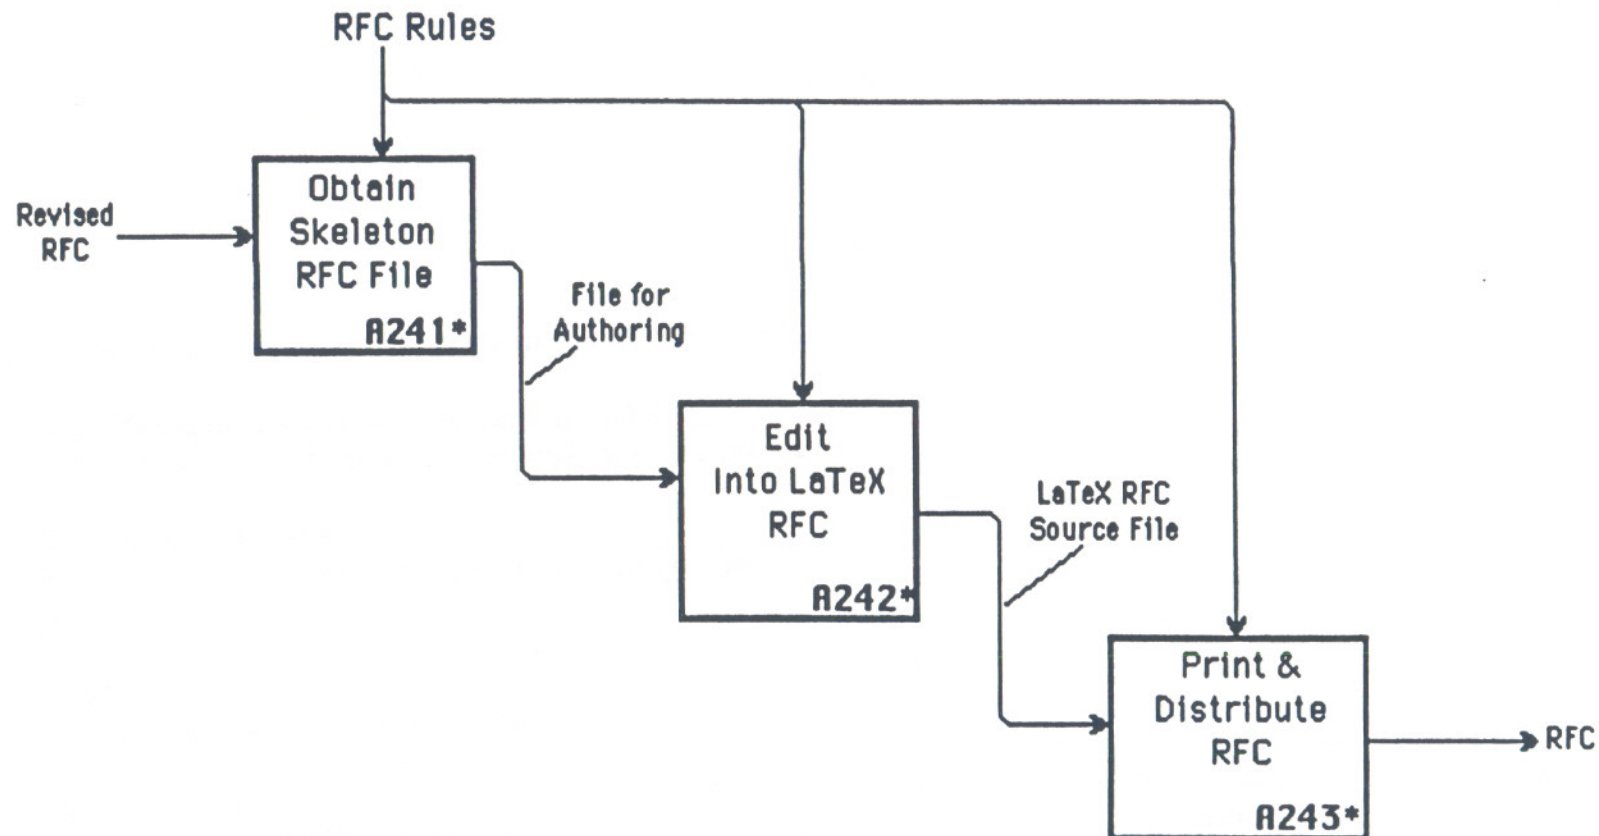 RFC Rules
Obtain
Skeleton
RFC File
A241*
Revised
RFC
File for
Authoring
Edit
Into LaTeX
RFC
A242*
LaTeX RFC
Source File
Print &
Distribute
RFC
A243*
RFC